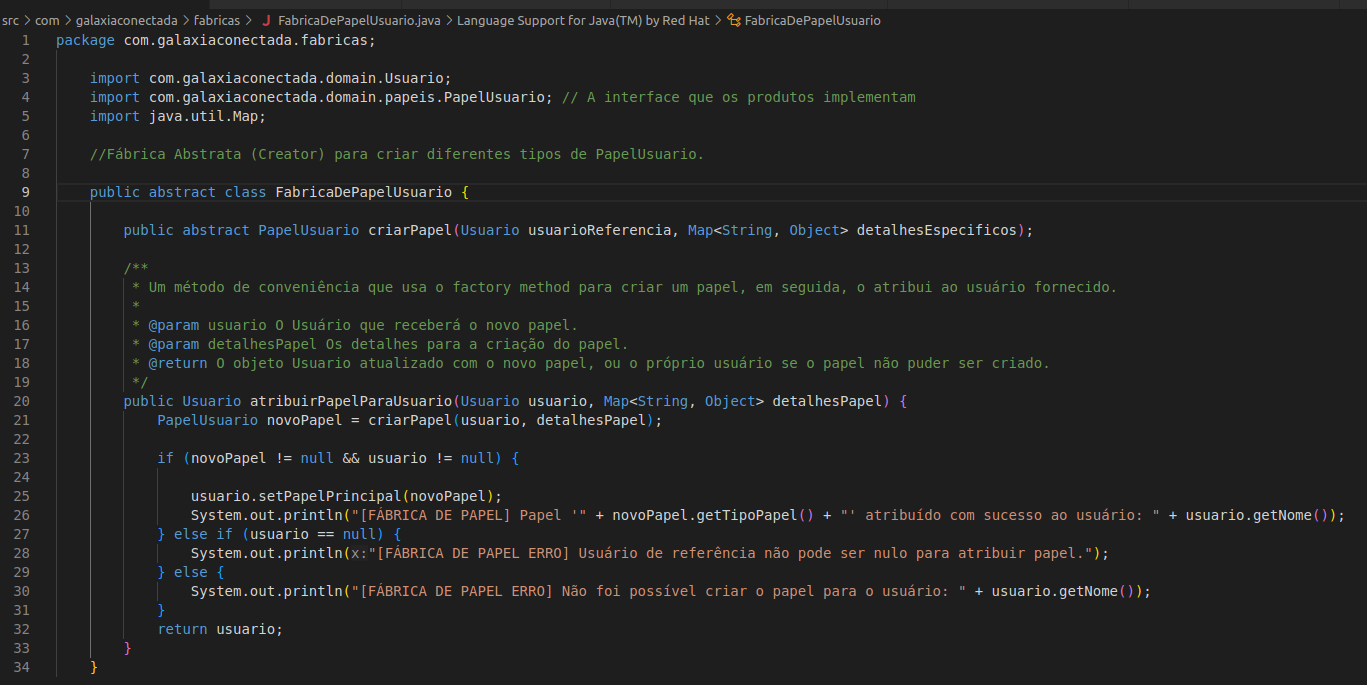 src > com > galaxiaconectada > fabricas > J FabricaDePapelUsuario.java > Language Support for Java(TM) by Red Hat > FabricaDePapelUsuario
1 package com.galaxiaconectada.fabricas;
2
3 import com.galaxiaconectada.domain.Usuario;
4 import com.galaxiaconectada.domain.papeis.PapelUsuario; // A interface que os produtos implementam
5 import java.util.Map;
6
7 //Fábrica Abstrata (Creator) para criar diferentes tipos de PapelUsuario.
8
9 public abstract class FabricaDePapelUsuario {
10
11 public abstract PapelUsuario criarPapel(Usuario usuarioReferencia, Map<String, Object> detalhesEspecificos);
12
13 /**
14 * Um método de conveniência que usa o factory method para criar um papel, em seguida, o atribui ao usuário fornecido.
15 *
16 * @param usuario O Usuário que receberá o novo papel.
17 * @param detalhesPapel Os detalhes para a criação do papel.
18 * @return O objeto Usuario atualizado com o novo papel, ou o próprio usuário se o papel não puder ser criado.
19 */
20 public Usuario atribuirPapelParaUsuario(Usuario usuario, Map<String, Object> detalhesPapel) {
21 PapelUsuario novoPapel = criarPapel(usuario, detalhesPapel);
22
23 if (novoPapel != null && usuario != null) {
24
25 usuario.setPapelPrincipal(novoPapel);
26 System.out.println("[FÁBRICA DE PAPEL] Papel '" + novoPapel.getTipoPapel() + "' atribuído com sucesso ao usuário: " + usuario.getNome());
27 } else if (usuario == null) {
28 System.out.println(x:"[FÁBRICA DE PAPEL ERRO] Usuário de referência não pode ser nulo para atribuir papel.");
29 } else {
30 System.out.println("[FÁBRICA DE PAPEL ERRO] Não foi possível criar o papel para o usuário: " + usuario.getNome());
31 }
32 return usuario;
33 }
34 }